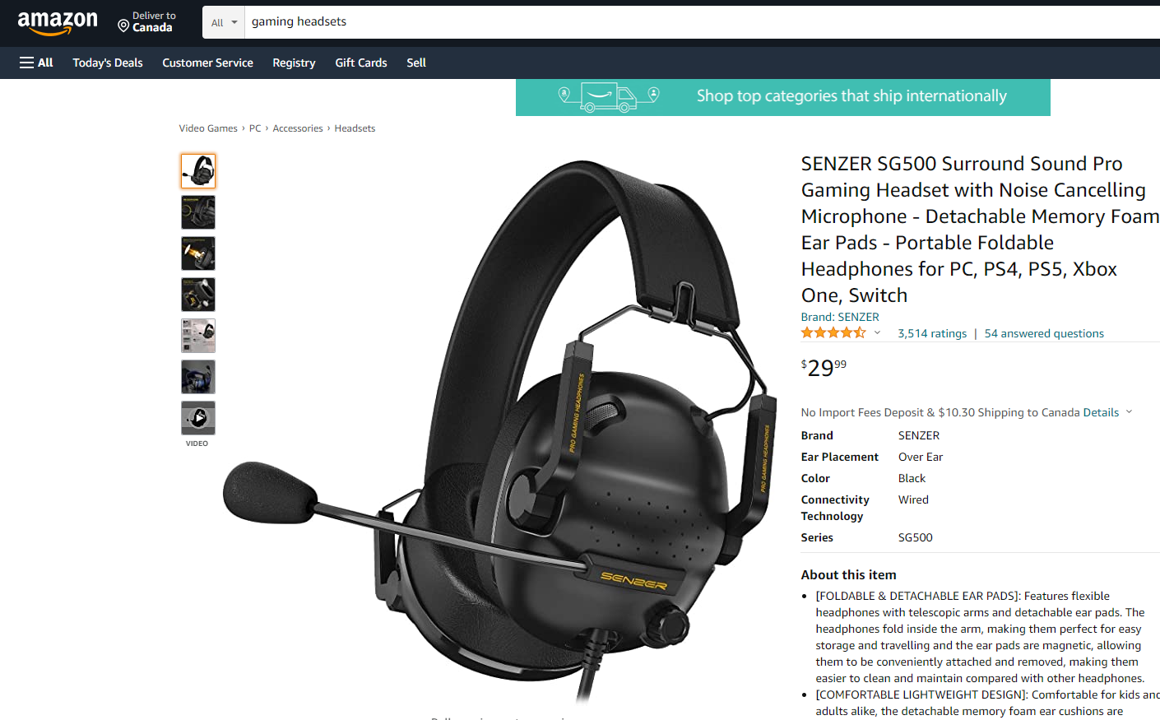 amazon
Deliver to
Canada
All
gaming headsets
All
Today's Deals
Customer Service
Registry
Gift Cards
Sell
Shop top categories that ship internationally
Video Games › PC › Accessories › Headsets
VIDEO
PRO GAMING HEADPHONES
PRO GAMING HEADPHONES
SENZER
SENZER SG500 Surround Sound Pro
Gaming Headset with Noise Cancelling
Microphone - Detachable Memory Foam
Ear Pads - Portable Foldable
Headphones for PC, PS4, PS5, Xbox
One, Switch
Brand: SENZER
3,514 ratings | 54 answered questions
$2999
No Import Fees Deposit & $10.30 Shipping to Canada Details
Brand SENZER
Ear Placement Over Ear
Color Black
Connectivity Wired
Technology
Series SG500
About this item
• [FOLDABLE & DETACHABLE EAR PADS]: Features flexible
headphones with telescopic arms and detachable ear pads. The
headphones fold inside the arm, making them perfect for easy
storage and travelling and the ear pads are magnetic, allowing
them to be conveniently attached and removed, making them
easier to clean and maintain compared with other headphones.
• [COMFORTABLE LIGHTWEIGHT DESIGN]: Comfortable for kids and
adults alike, the detachable memory foam ear cushions are